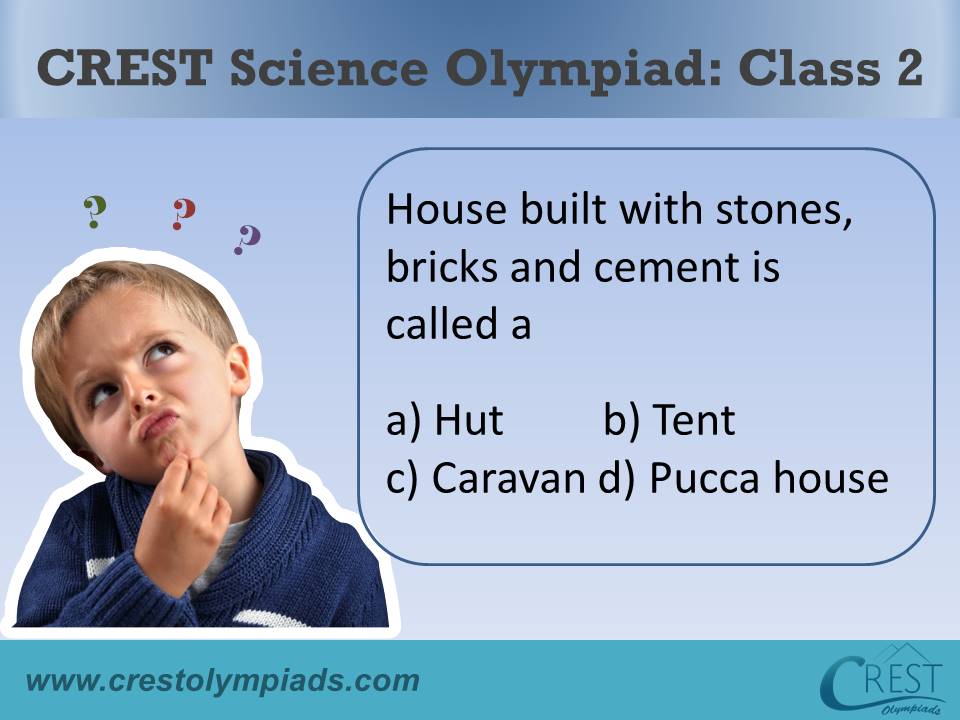 CREST Science Olympiad: Class 2
? ? ?
House built with stones,
bricks and cement is
called a
a) Hut b) Tent
c) Caravan d) Pucca house
www.crestolympiads.com
CREST
Olympiads